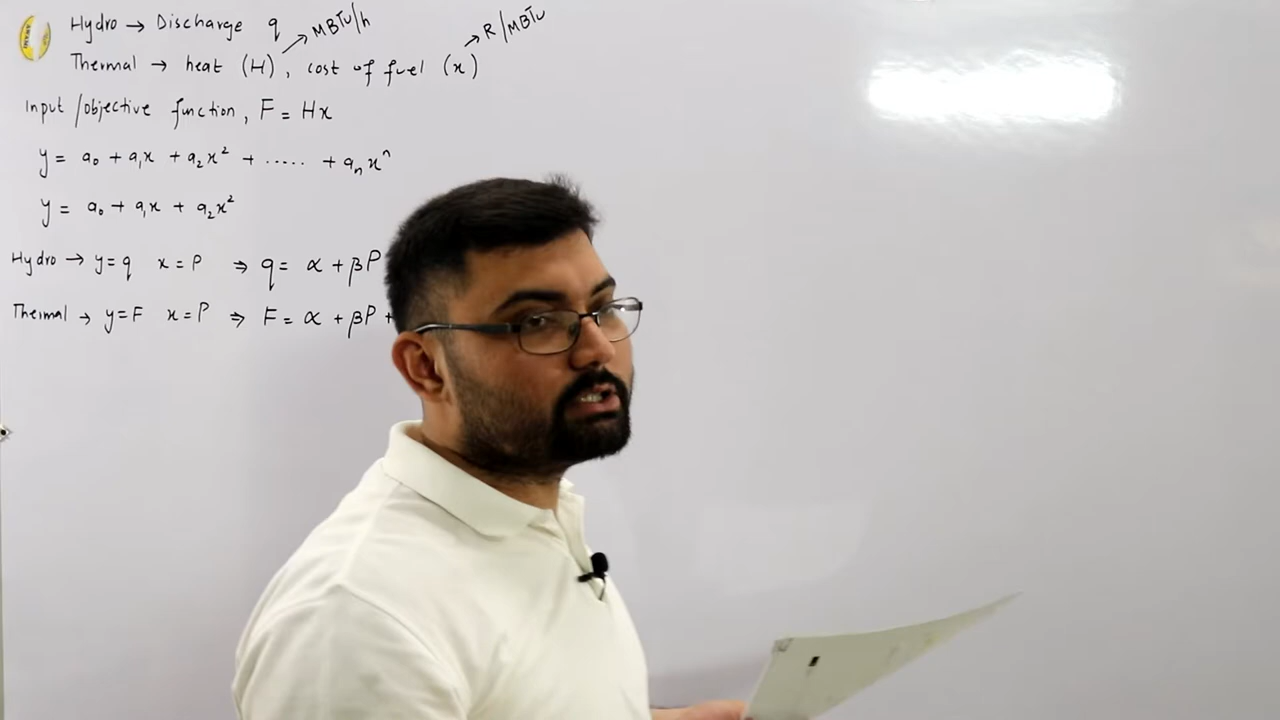 Hydro → Discharge q → MBTU/h
Thermal → heat (H), cost of fuel (x) → R/MBTU
Input/objective function, F = Hx
y = a₀ + a₁x + a₂x² + ..... + aₙxⁿ
y = a₀ + a₁x + a₂x²
Hydro → y=q x=P ⇒ q = α + βP
Thermal → y=F x=P ⇒ F = α + βP +